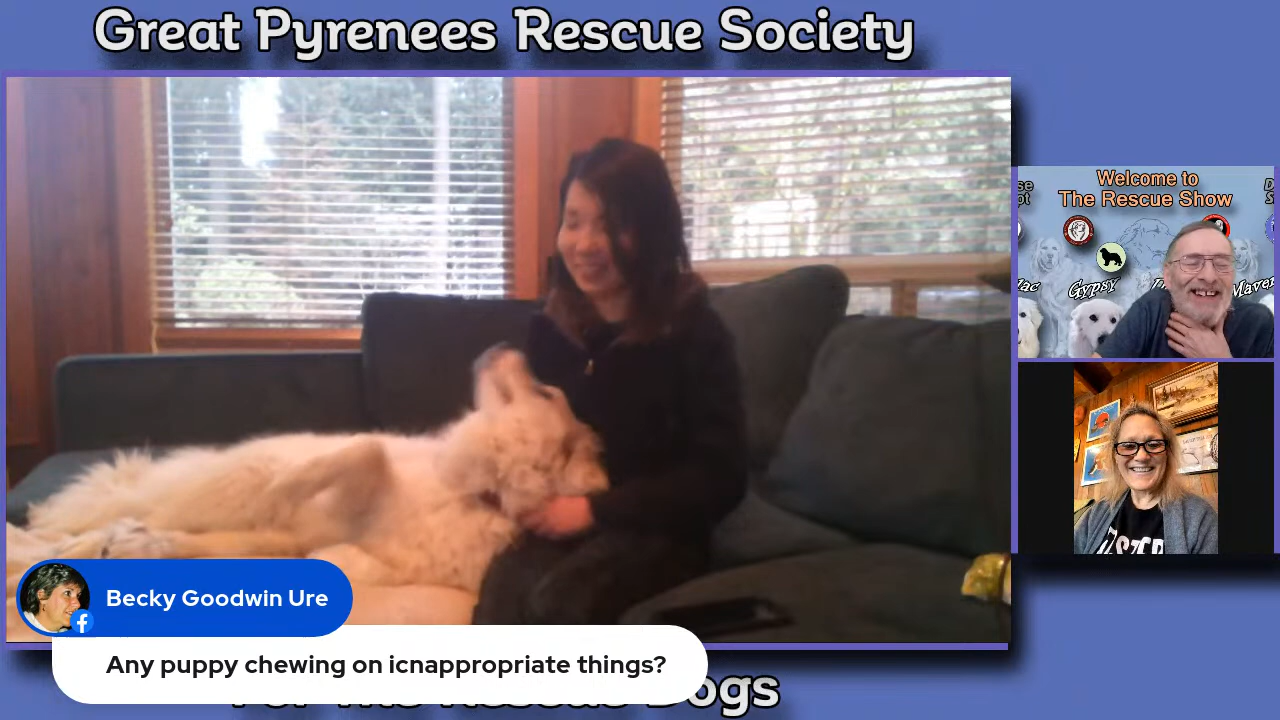 Great Pyrenees Rescue Society
Welcome to
The Rescue Show
Gypsy
Maven
Becky Goodwin Ure
Any puppy chewing on icnappropriate things?